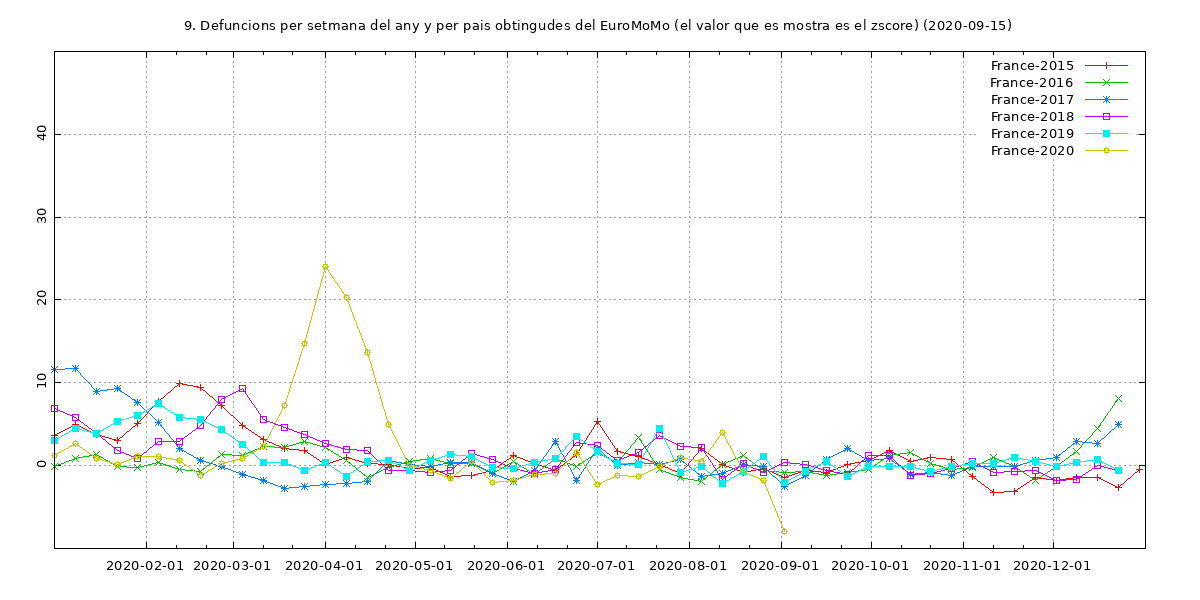 9. Defuncions per setmana del any y per pais obtingudes del EuroMoMo (el valor que es mostra es el zscore) (2020-09-15)
France-2015
France-2016
France-2017
France-2018
France-2019
France-2020
40
30
20
10
0
2020-02-01 2020-03-01 2020-04-01 2020-05-01 2020-06-01 2020-07-01 2020-08-01 2020-09-01 2020-10-01 2020-11-01 2020-12-01